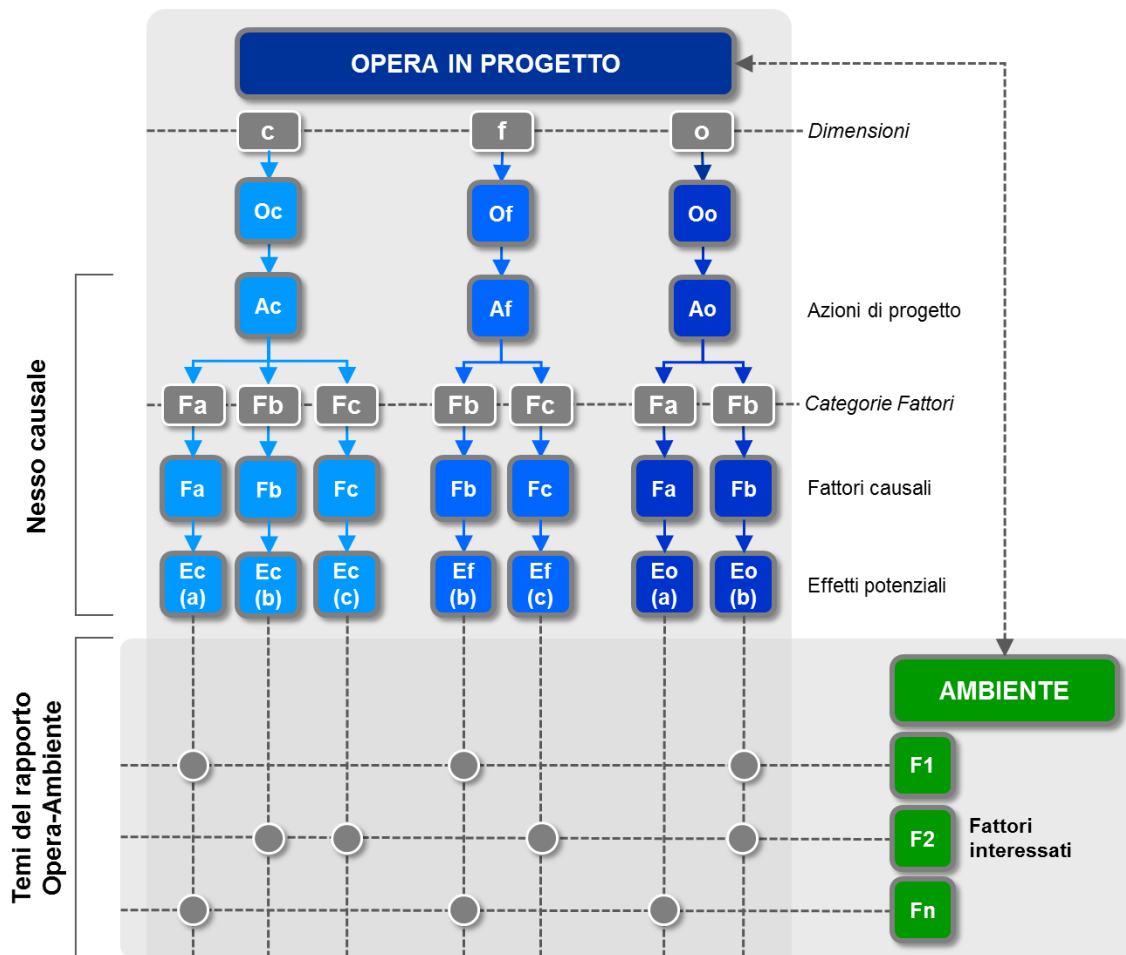 OPERA IN PROGETTO
c f o Dimensioni
Oc Of Oo
Ac Af Ao Azioni di progetto
Fa Fb Fc Fb Fc Fa Fb Categorie Fattori
Fa Fb Fc Fb Fc Fa Fb Fattori causali
Ec Ec Ec Ef Ef Eo Eo Effetti potenziali
(a) (b) (c) (b) (c) (a) (b)
Nesso causale
Temi del rapporto
Opera-Ambiente
AMBIENTE
F1
F2 Fattori
interessati
Fn